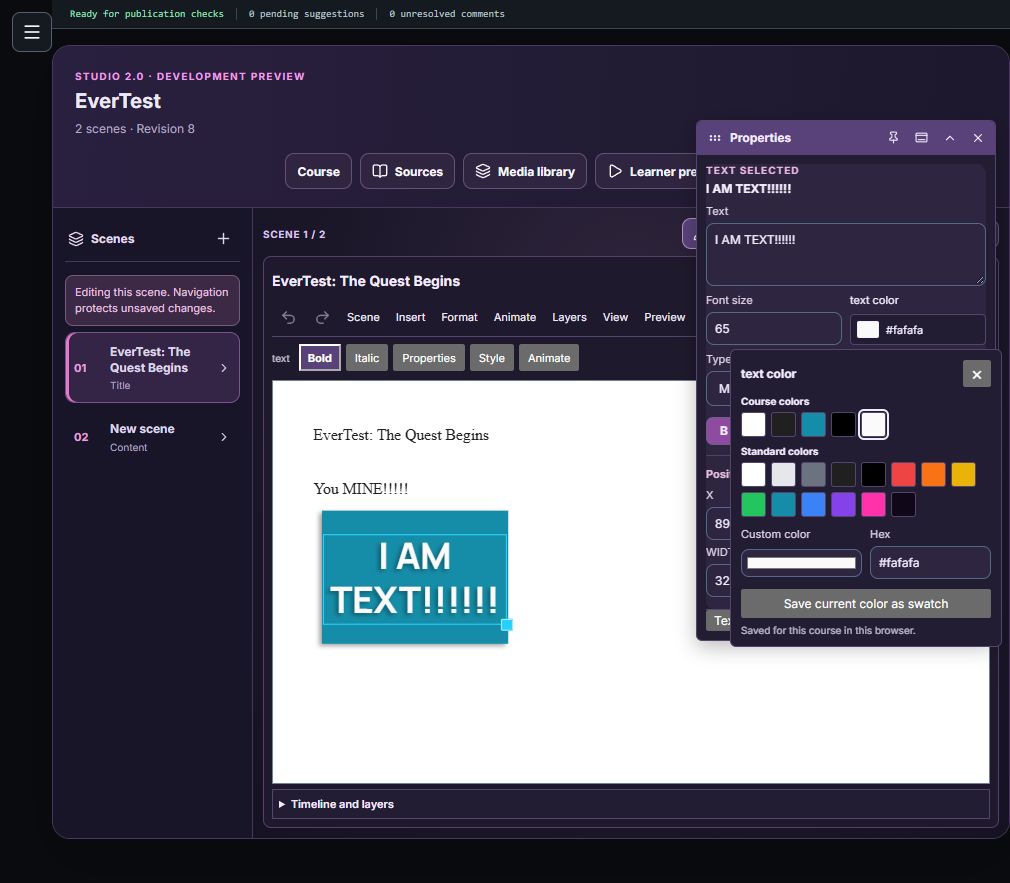 Ready for publication checks
0 pending suggestions
0 unresolved comments
STUDIO 2.0 · DEVELOPMENT PREVIEW
EverTest
2 scenes · Revision 8
Course
Sources
Media library
Learner pre
Scenes
Editing this scene. Navigation
protects unsaved changes.
01
EverTest: The
Quest Begins
Title
02
New scene
Content
SCENE 1 / 2
EverTest: The Quest Begins
Scene
Insert
Format
Animate
Layers
View
Preview
text
Bold
Italic
Properties
Style
Animate
EverTest: The Quest Begins
You MINE!!!!!
I AM
TEXT!!!!!!
Timeline and layers
Properties
TEXT SELECTED
I AM TEXT!!!!!!
Text
I AM TEXT!!!!!!
Font size
text color
65
#fafafa
Type
M
B
Posit
X
89
WIDT
32
Tex
text color
Course colors
Standard colors
Custom color
Hex
#fafafa
Save current color as swatch
Saved for this course in this browser.